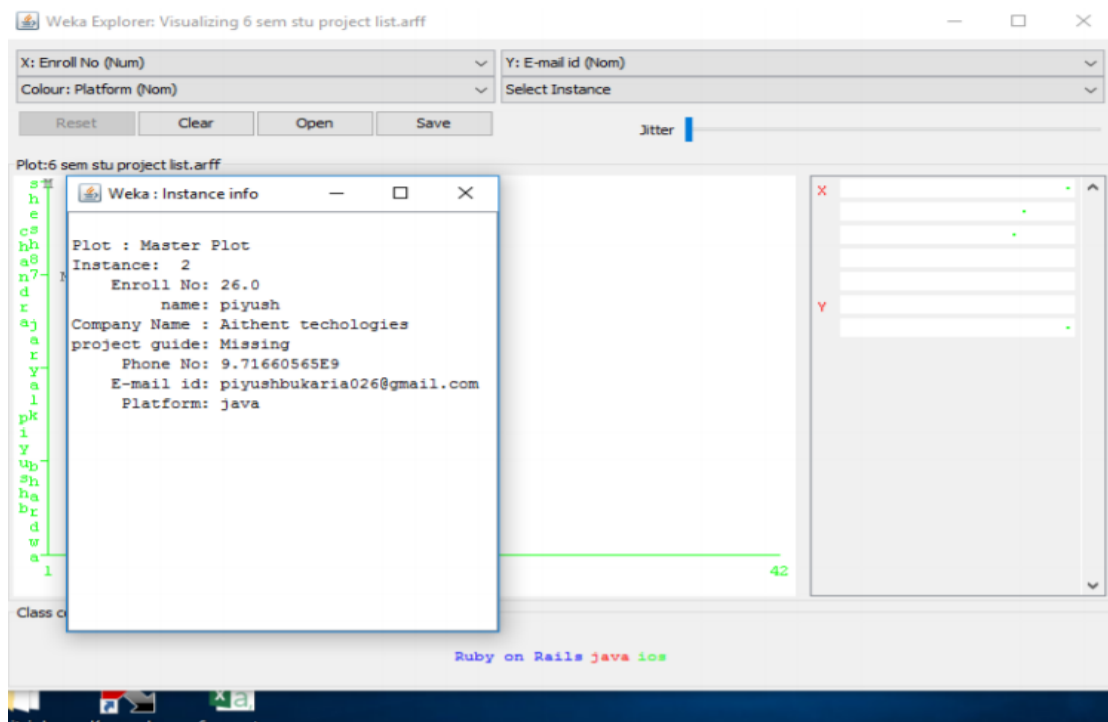 Weka Explorer: Visualizing 6 sem stu project list.arff
X: Enroll No (Num)
Y: E-mail id (Nom)
Colour: Platform (Nom)
Select Instance
Reset Clear Open Save
Jitter
Plot:6 sem stu project list.arff
Weka : Instance info
Plot : Master Plot
Instance: 2
Enroll No: 26.0
name: piyush
Company Name : Aithent techologies
project guide: Missing
Phone No: 9.71660565E9
E-mail id: piyushbukaria026@gmail.com
Platform: java
X
Y
1
42
Class
Ruby on Rails java ios